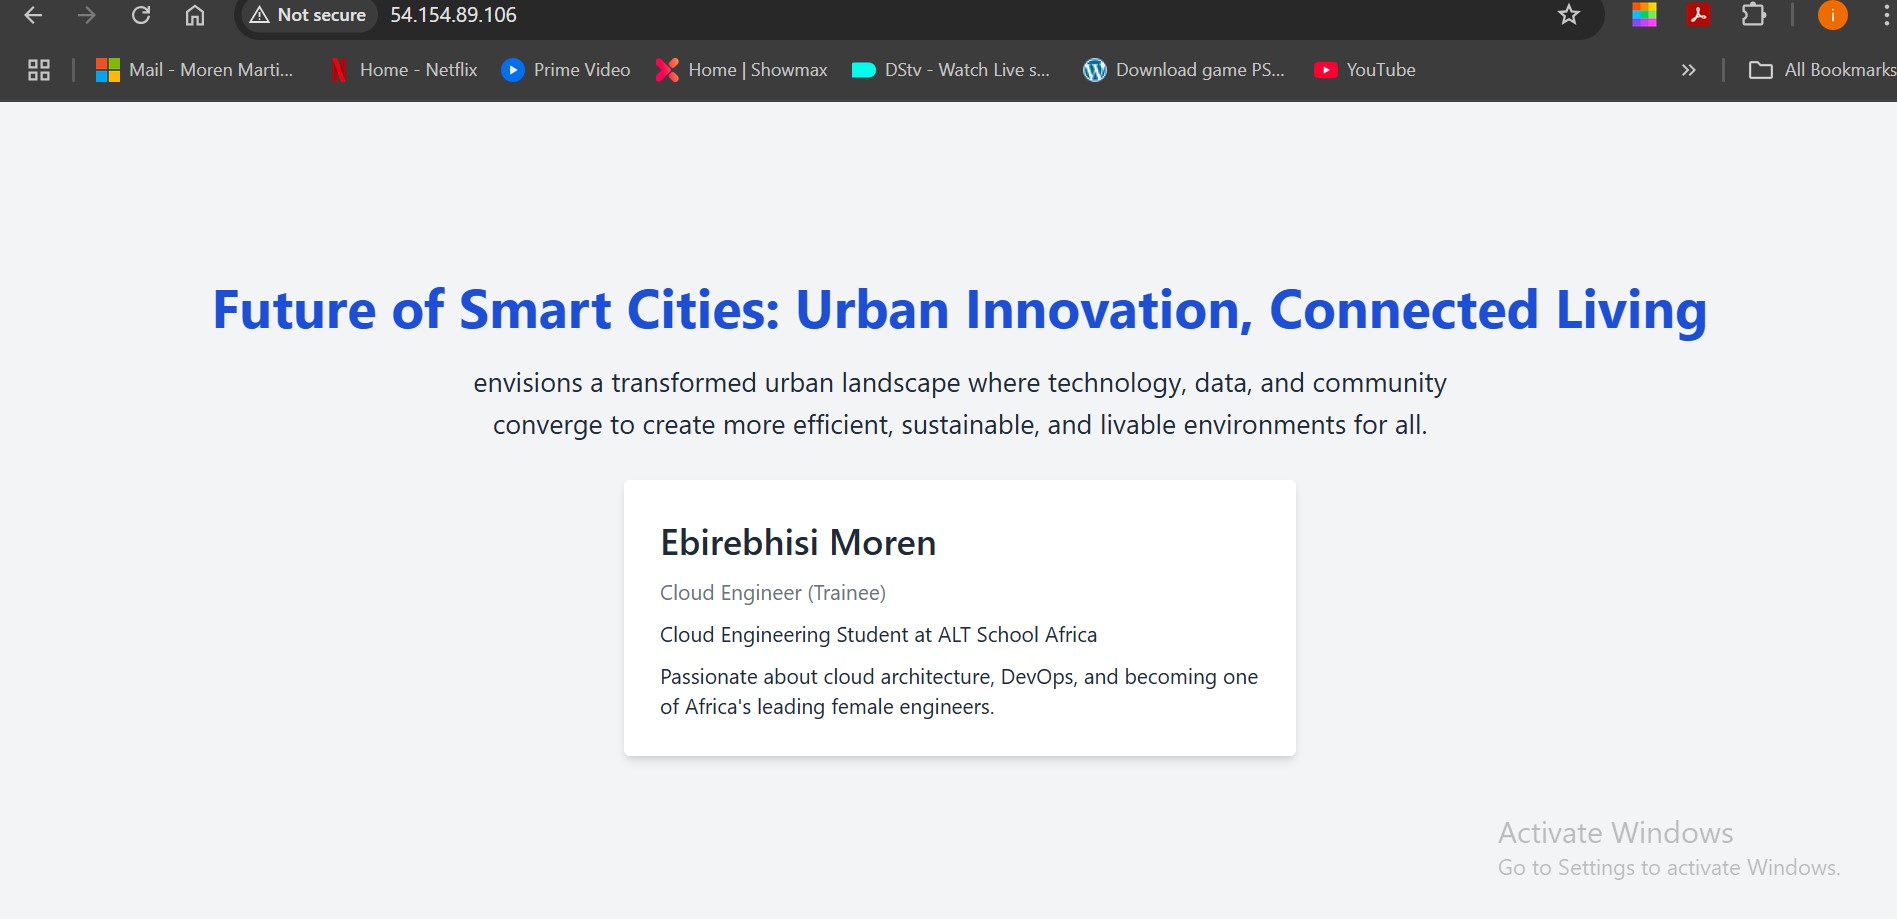 Not secure 54.154.89.106
Mail - Moren Marti... Home - Netflix Prime Video Home | Showmax DStv - Watch Live s... Download game PS... YouTube » All Bookmarks
Future of Smart Cities: Urban Innovation, Connected Living
envisions a transformed urban landscape where technology, data, and community
converge to create more efficient, sustainable, and livable environments for all.
Ebirebhisi Moren
Cloud Engineer (Trainee)
Cloud Engineering Student at ALT School Africa
Passionate about cloud architecture, DevOps, and becoming one
of Africa's leading female engineers.
Activate Windows
Go to Settings to activate Windows.